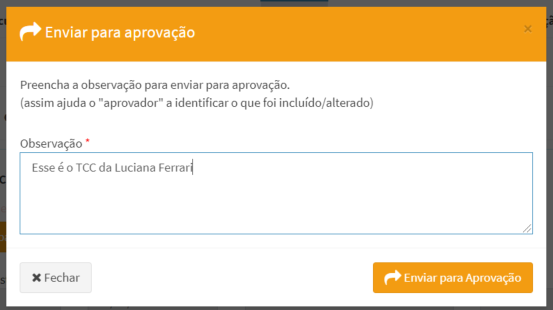 Enviar para aprovação
×
Preencha a observação para enviar para aprovação.
(assim ajuda o "aprovador" a identificar o que foi incluído/alterado)
Observação *
Esse é o TCC da Luciana Ferrari
✖ Fechar
Enviar para Aprovação